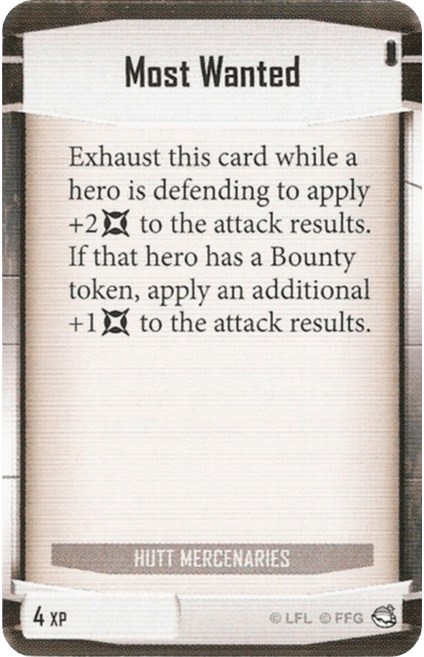 Most Wanted
Exhaust this card while a
hero is defending to apply
+2 to the attack results.
If that hero has a Bounty
token, apply an additional
+1 to the attack results.
HUTT MERCENARIES
4 XP
© LFL © FFG